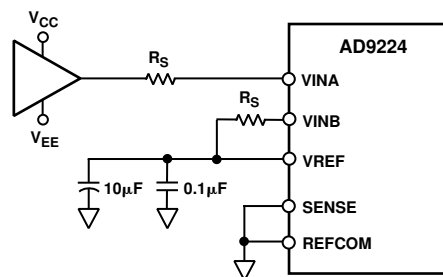 VCC
AD9224
RS
VINA
RS
VEE
VINB
VREF
10μF
0.1μF
SENSE
REFCOM